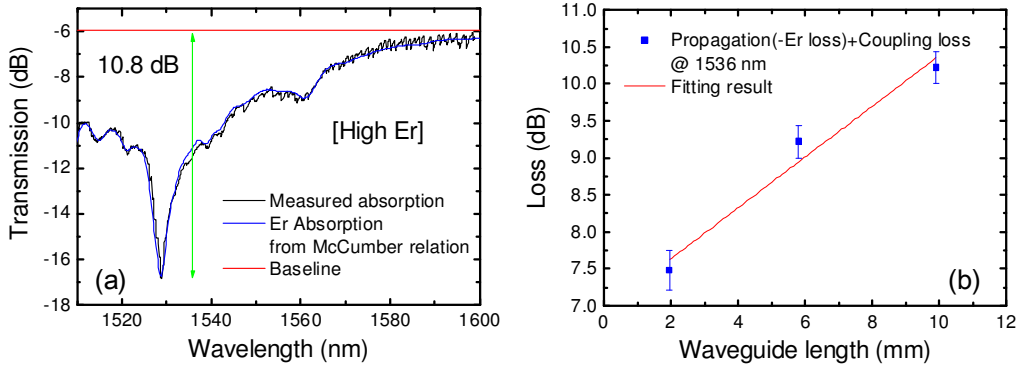 -6
-8
-10
-12
-14
-16
-18
1520
1540
1560
1580
1600
Transmission (dB)
Wavelength (nm)
10.8 dB
[High Er]
Measured absorption
Er Absorption
from McCumber relation
Baseline
(a)
11.0
10.5
10.0
9.5
9.0
8.5
8.0
7.5
7.0
0
2
4
6
8
10
12
Loss (dB)
Waveguide length (mm)
Propagation(-Er loss)+Coupling loss
@ 1536 nm
Fitting result
(b)